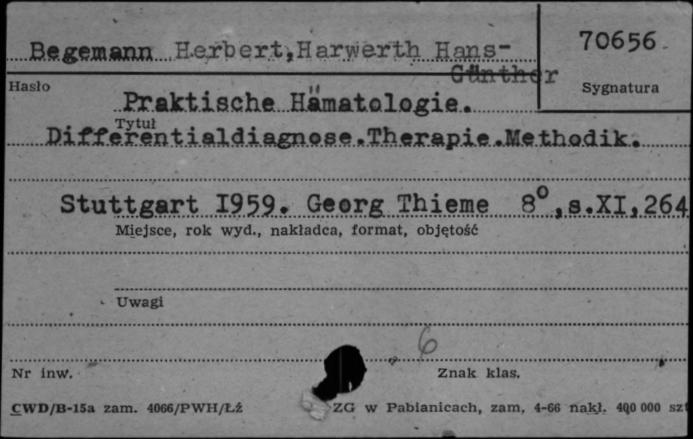 Begemann Herbert,Harwerth Hans-
Günther
70656
Hasło
Sygnatura
Praktische Hämatologie.
Tytuł
Differentialdiagnose.Therapie.Methodik.
Stuttgart I959. Georg Thieme 8°,s.XI,264
Miejsce, rok wyd., nakładca, format, objętość
Uwagi
6
Nr inw.
Znak klas.
CWD/B-15a zam. 4066/PWH/Łź
ZG w Pabianicach, zam. 4-66 nakł. 400 000 szt